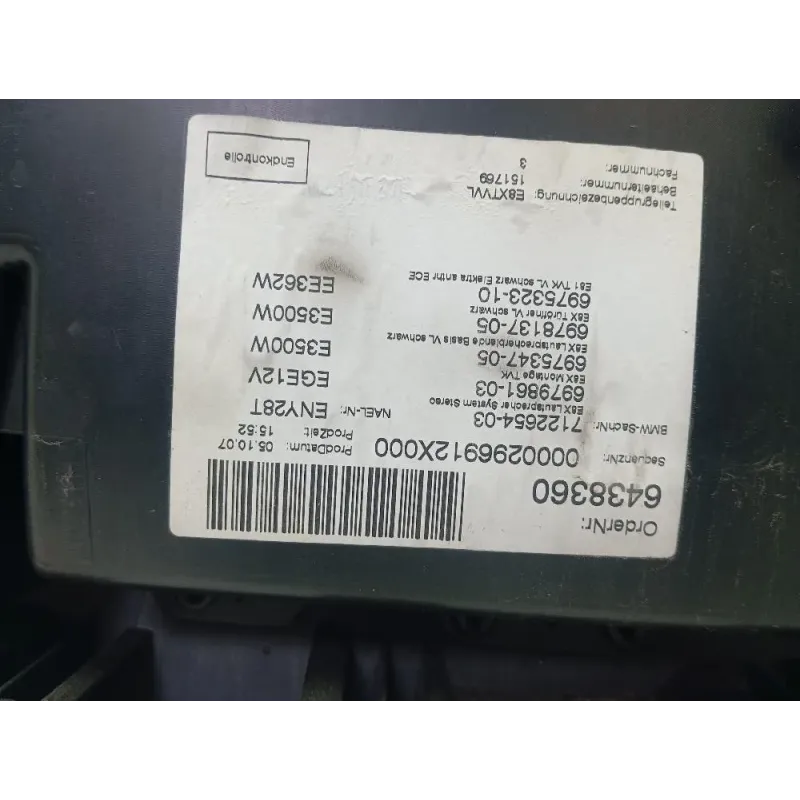 OrderNr:
6438360
SequenzNr:
0000296912X000
ProdDatum: 05.10.07
ProdZeit: 15:52
BMW-SachNr:
7122654-03
NAEL-Nr: ENY28T
E8X Lautsprecher System Stereo
6979861-03
EGE12V
E8X Montage TVK
6975347-05
E3500W
E8X Lautsprecherblende Basis VL schwarz
6978137-05
E3500W
E8X Türöffner VL schwarz
6975323-10
EE362W
E81 TVK VL schwarz Elektra anthr ECE
Teilegruppenbezeichnung: E8XTVVL
Behaelternummer: 151769
Fachnummer: 3
Endkontrolle